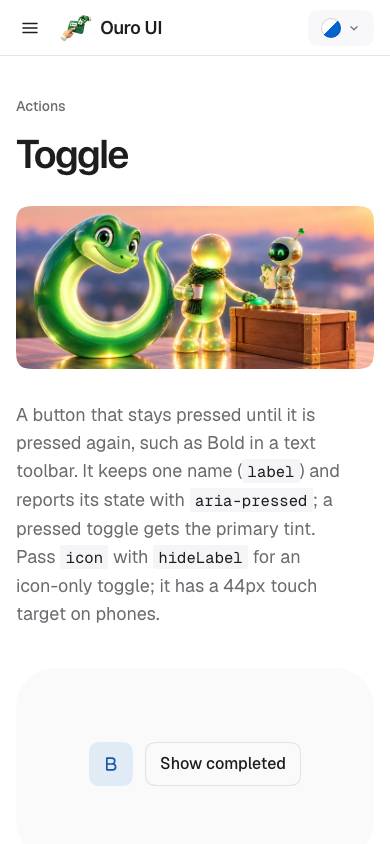 Ouro UI
Actions
Toggle
A button that stays pressed until it is
pressed again, such as Bold in a text
toolbar. It keeps one name ( label ) and
reports its state with aria-pressed ; a
pressed toggle gets the primary tint.
Pass icon with hideLabel for an
icon-only toggle; it has a 44px touch
target on phones.
B Show completed